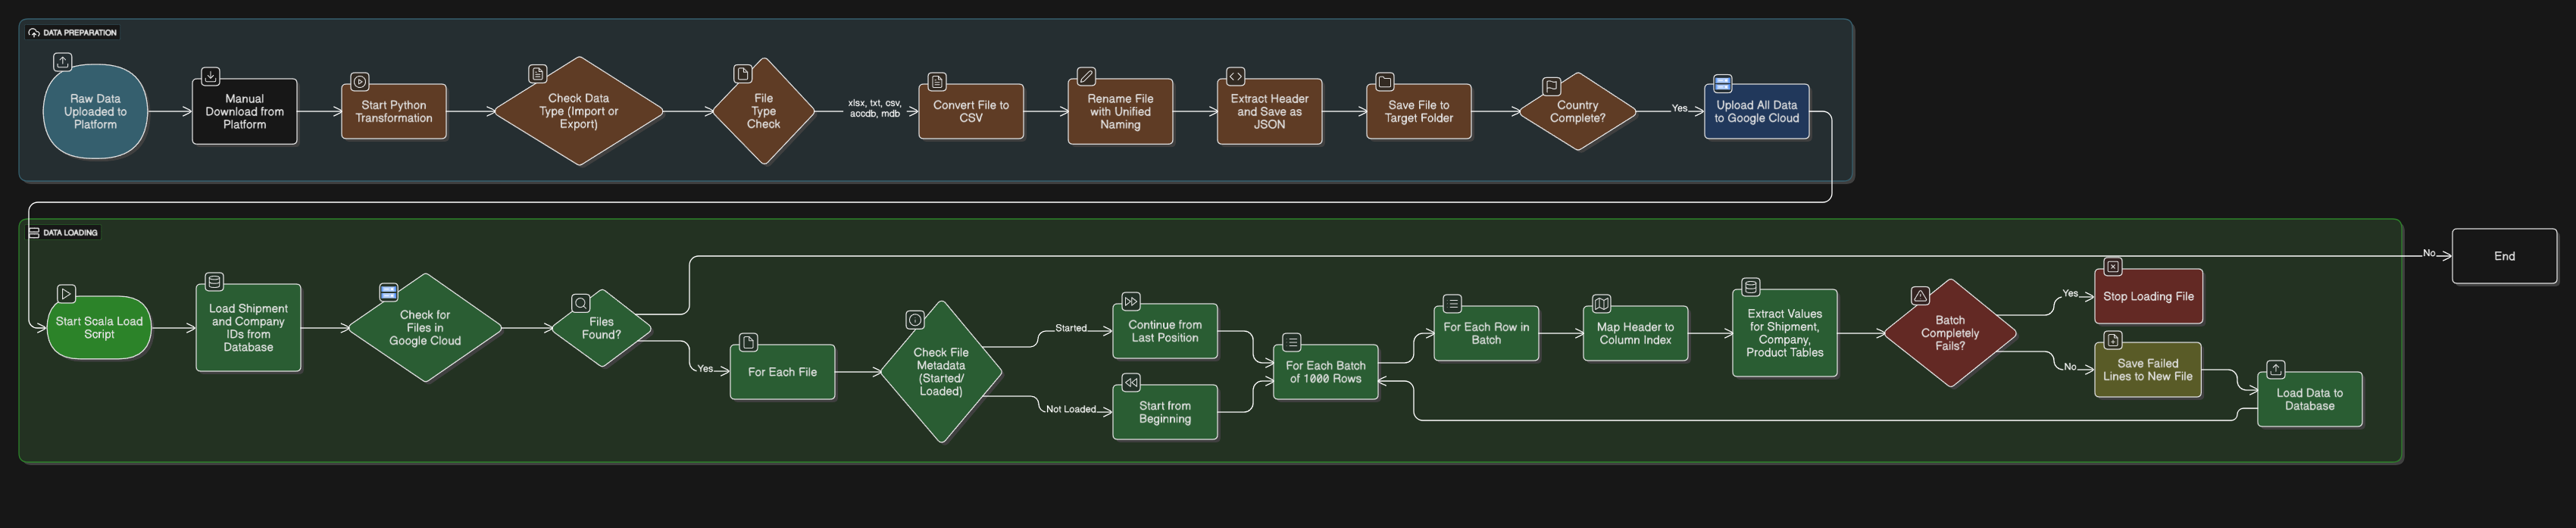 DATA PREPARATION
Raw Data
Uploaded to
Platform
Manual
Download from
Platform
Start Python
Transformation
Check Data
Type (Import or
Export)
File
Type
Check
xlsx, txt, csv,
accdb, mdb
Convert File to
CSV
Rename File
with Unified
Naming
Extract Header
and Save as
JSON
Save File to
Target Folder
Country
Complete?
Yes
Upload All Data
to Google Cloud
DATA LOADING
Start Scala Load
Script
Load Shipment
and Company
IDs from
Database
Check for
Files in
Google Cloud
Files
Found?
No
End
Yes
For Each File
Check File
Metadata
(Started/
Loaded)
Started
Continue from
Last Position
Not Loaded
Start from
Beginning
For Each Batch
of 1000 Rows
For Each Row in
Batch
Map Header to
Column Index
Extract Values
for Shipment,
Company,
Product Tables
Batch
Completely
Fails?
Yes
Stop Loading File
No
Save Failed
Lines to New File
Load Data to
Database